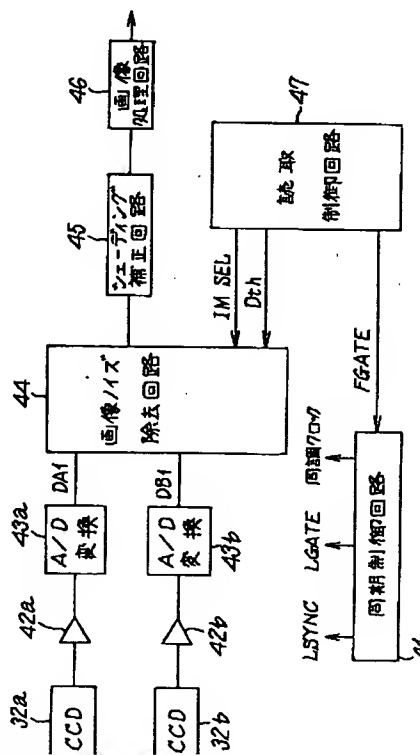 32a
CCD
42a
43a
A/D
変換
DA1
32b
CCD
42b
43b
A/D
変換
DB1
44
画像ノイズ
除去回路
45
シェーディング
補正回路
46
画像
処理回路
IM SEL
Dth
47
読取
制御回路
FGATE
LSYNC
LGATE
同調クロック
同期制御回路